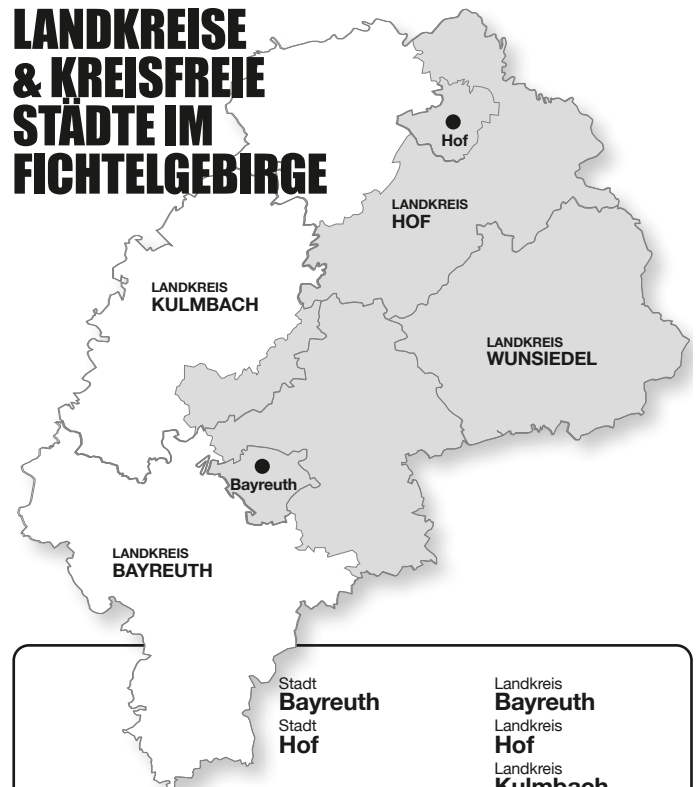 LANDKREISE
& KREISFREIE
STÄDTE IM
FICHTELGEBIRGE
Hof
LANDKREIS
HOF
LANDKREIS
KULMBACH
LANDKREIS
WUNSIEDEL
Bayreuth
LANDKREIS
BAYREUTH
Stadt
Bayreuth
Stadt
Hof
Landkreis
Bayreuth
Landkreis
Hof
Landkreis
Kulmbach